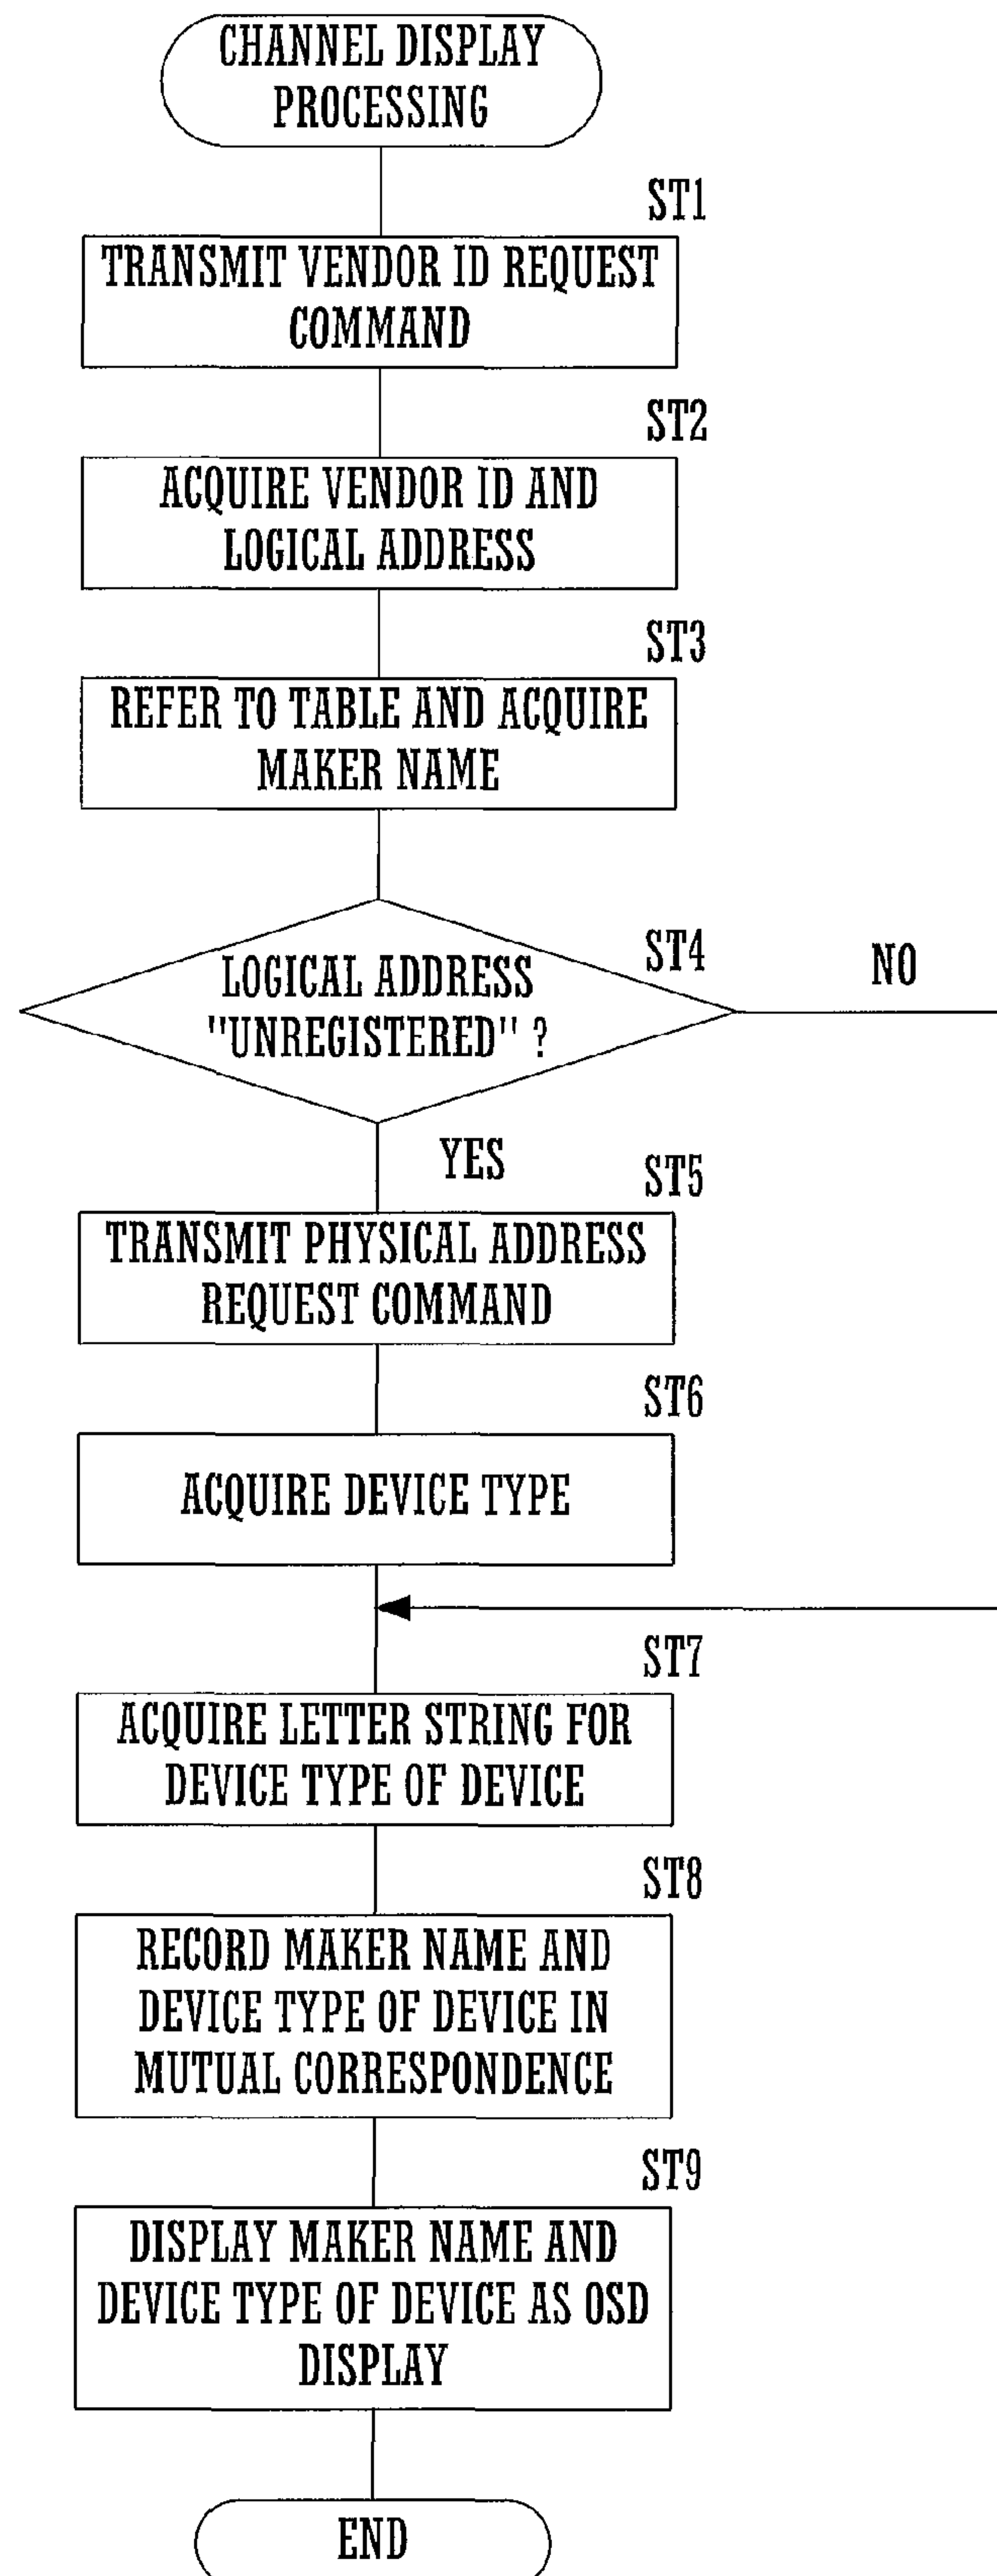 CHANNEL DISPLAY
PROCESSING
ST1
TRANSMIT VENDOR ID REQUEST
COMMAND
ST2
ACQUIRE VENDOR ID AND
LOGICAL ADDRESS
ST3
REFER TO TABLE AND ACQUIRE
MAKER NAME
ST4
NO
LOGICAL ADDRESS
"UNREGISTERED" ?
YES
ST5
TRANSMIT PHYSICAL ADDRESS
REQUEST COMMAND
ST6
ACQUIRE DEVICE TYPE
ST7
ACQUIRE LETTER STRING FOR
DEVICE TYPE OF DEVICE
ST8
RECORD MAKER NAME AND
DEVICE TYPE OF DEVICE IN
MUTUAL CORRESPONDENCE
ST9
DISPLAY MAKER NAME AND
DEVICE TYPE OF DEVICE AS OSD
DISPLAY
END